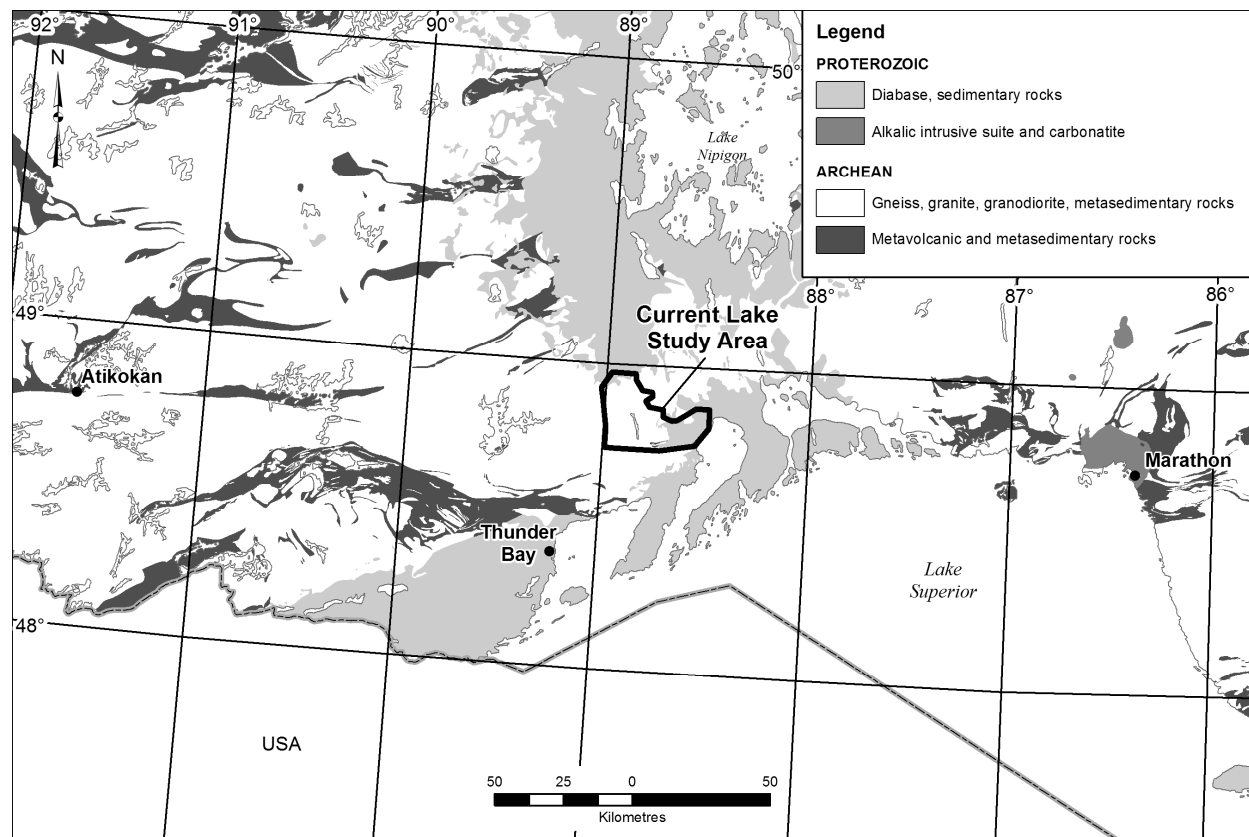 92°
91°
90°
89°
50°
N
Legend
PROTEROZOIC
Diabase, sedimentary rocks
Alkalic intrusive suite and carbonatite
ARCHEAN
Gneiss, granite, granodiorite, metasedimentary rocks
Metavolcanic and metasedimentary rocks
Lake
Nipigon
88°
87°
86°
49°
Current Lake
Study Area
Atikokan
Marathon
Thunder
Bay
Lake
Superior
48°
USA
50 25 0 50
Kilometres